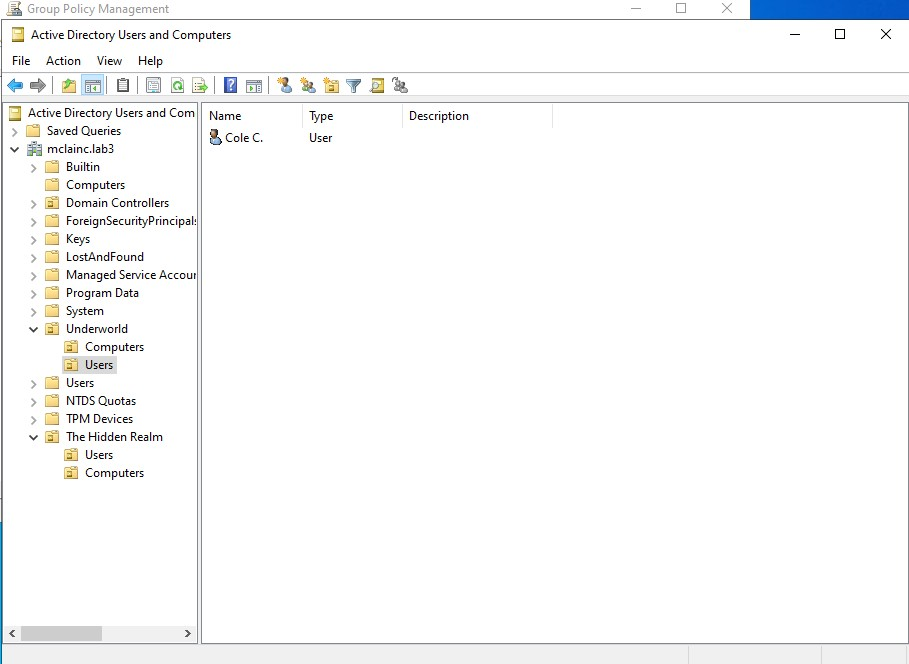 Group Policy Management
Active Directory Users and Computers
File Action View Help
Active Directory Users and Com
Saved Queries
mclainc.lab3
Builtin
Computers
Domain Controllers
ForeignSecurityPrincipals
Keys
LostAndFound
Managed Service Accour
Program Data
System
Underworld
Computers
Users
Users
NTDS Quotas
TPM Devices
The Hidden Realm
Users
Computers
Name Type Description
Cole C. User